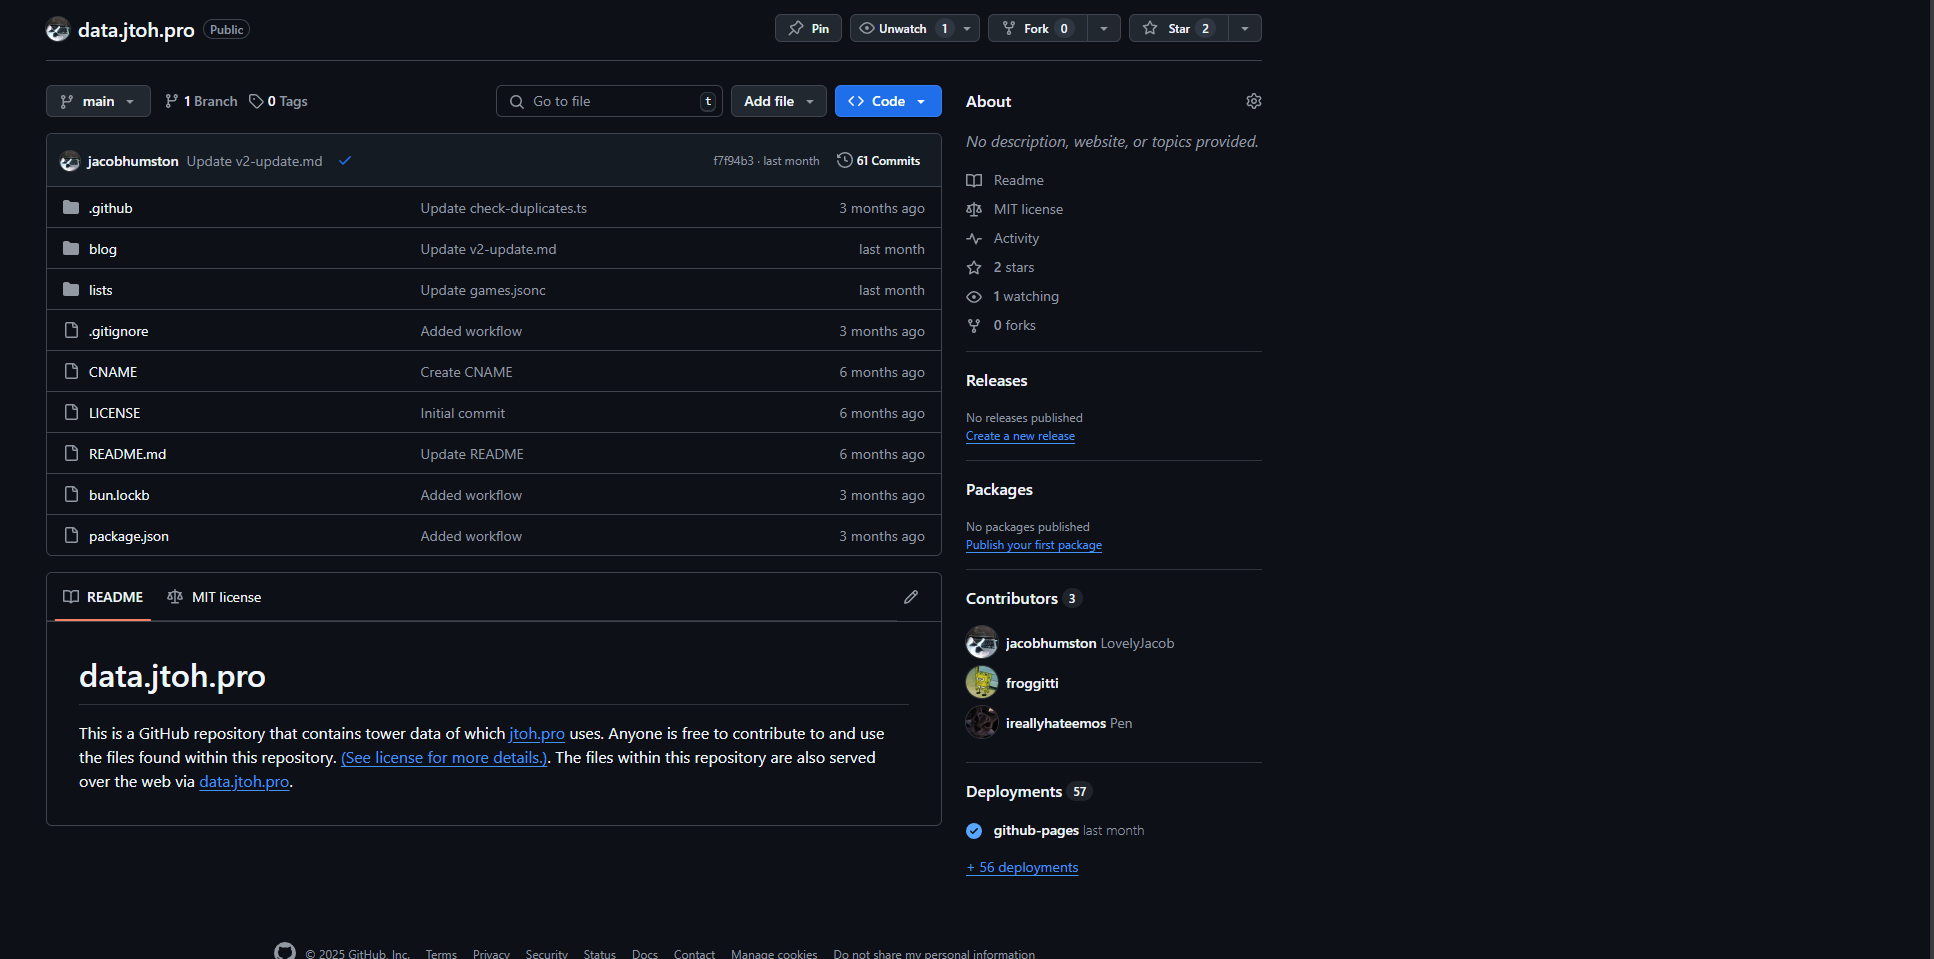 data.jtoh.pro Public Pin Unwatch 1 Fork 0 Star 2
main 1 Branch 0 Tags Go to file t Add file Code
jacobhumston Update v2-update.md f7f94b3 · last month 61 Commits
.github Update check-duplicates.ts 3 months ago
blog Update v2-update.md last month
lists Update games.jsonc last month
.gitignore Added workflow 3 months ago
CNAME Create CNAME 6 months ago
LICENSE Initial commit 6 months ago
README.md Update README 6 months ago
bun.lockb Added workflow 3 months ago
package.json Added workflow 3 months ago
README MIT license
data.jtoh.pro
This is a GitHub repository that contains tower data of which jtoh.pro uses. Anyone is free to contribute to and use
the files found within this repository. (See license for more details.). The files within this repository are also served
over the web via data.jtoh.pro.
About
No description, website, or topics provided.
Readme
MIT license
Activity
2 stars
1 watching
0 forks
Releases
No releases published
Create a new release
Packages
No packages published
Publish your first package
Contributors 3
jacobhumston LovelyJacob
froggitti
ireallyhateemos Pen
Deployments 57
github-pages last month
+ 56 deployments
© 2025 GitHub, Inc. Terms Privacy Security Status Docs Contact Manage cookies Do not share my personal information